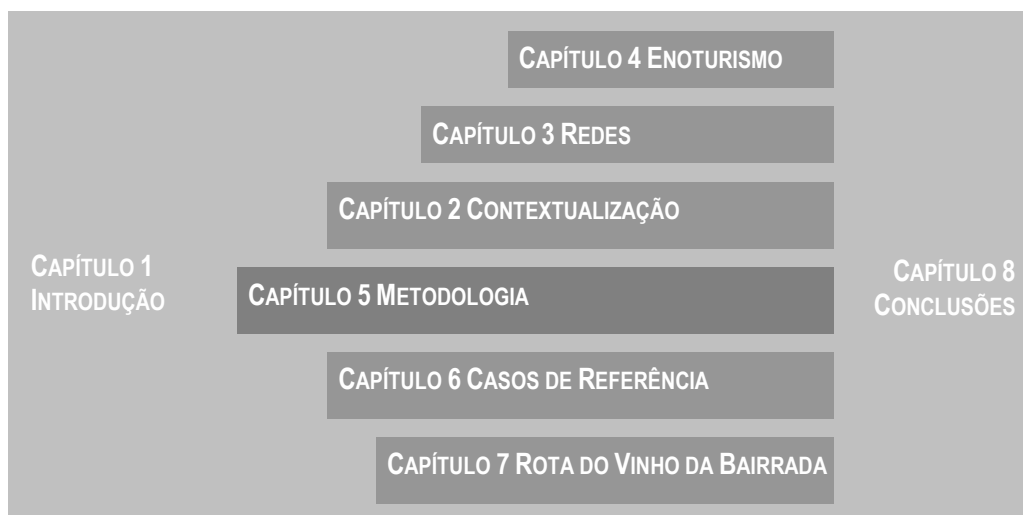 CAPÍTULO 4 ENOTURISMO
CAPÍTULO 3 REDES
CAPÍTULO 2 CONTEXTUALIZAÇÃO
CAPÍTULO 1
INTRODUÇÃO
CAPÍTULO 5 METODOLOGIA
CAPÍTULO 8
CONCLUSÕES
CAPÍTULO 6 CASOS DE REFERÊNCIA
CAPÍTULO 7 ROTA DO VINHO DA BAIRRADA